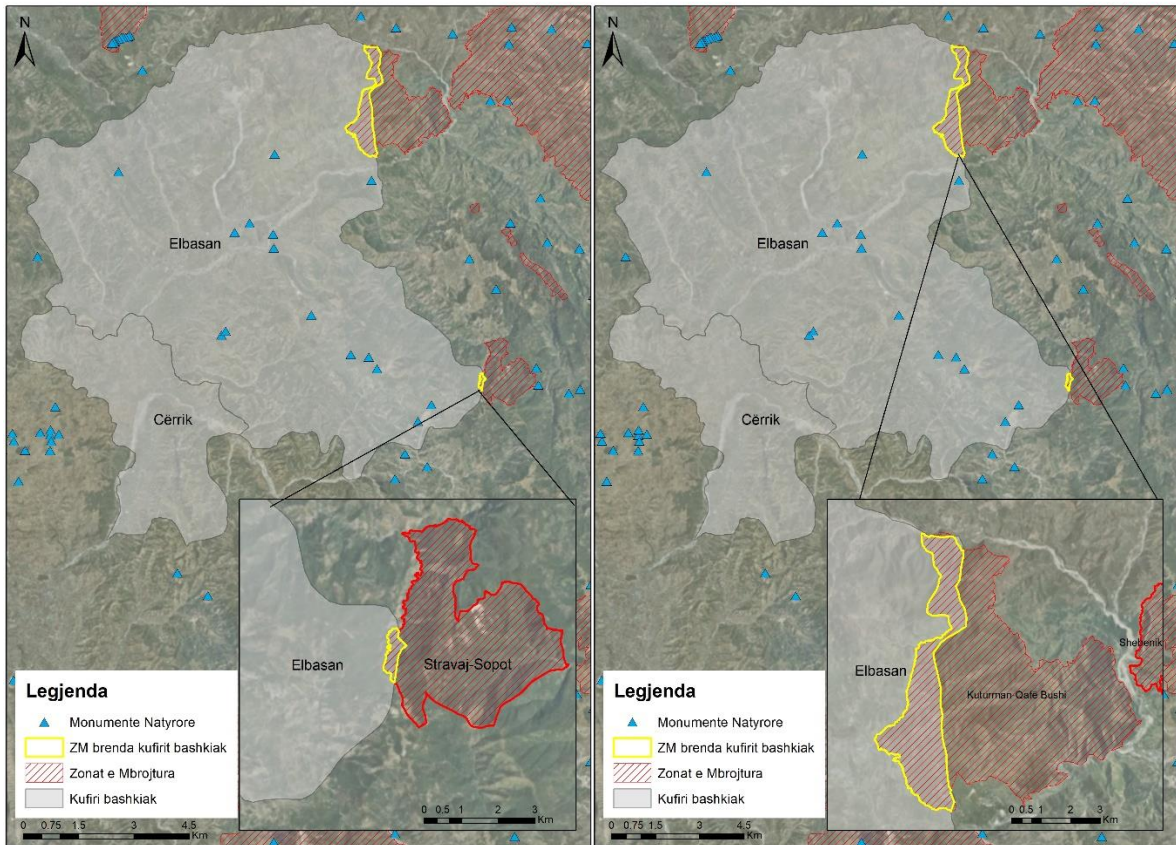 N
Elbasan
Cërrik
Elbasan
Stravaj-Sopot
Legjenda
Monumente Natyrore
ZM brenda kufirit bashkiak
Zonat e Mbrojtura
Kufiri bashkiak
0 0.75 1.5 3 4.5
Km
0 0.5 1 2 3
Km
N
Elbasan
Cërrik
Elbasan
Kuturman-Qafë Bushi
Shebenik
Legjenda
Monumente Natyrore
ZM brenda kufirit bashkiak
Zonat e Mbrojtura
Kufiri bashkiak
0 0.75 1.5 3 4.5
Km
0 0.5 1 2 3
Km